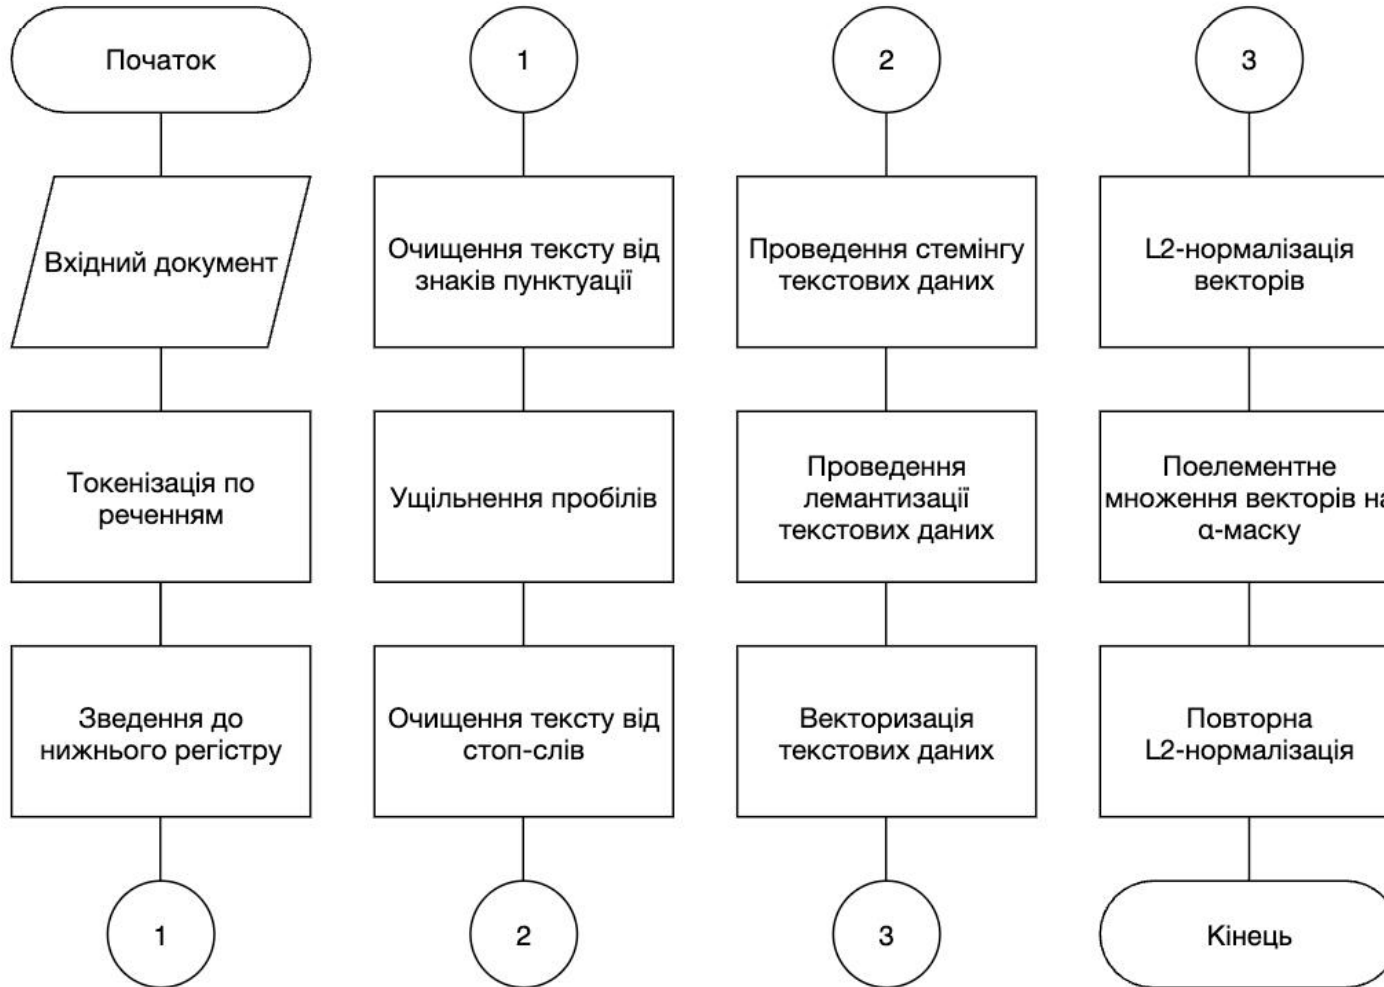 Початок
Вхідний документ
Токенізація по
реченням
Зведення до
нижнього регістру
1
1
Очищення тексту від
знаків пунктуації
Ущільнення пробілів
Очищення тексту від
стоп-слів
2
2
Проведення стемінгу
текстових даних
Проведення
лемантизації
текстових даних
Векторизація
текстових даних
3
3
L2-нормалізація
векторів
Поелементне
множення векторів на
α-маску
Повторна
L2-нормалізація
Кінець